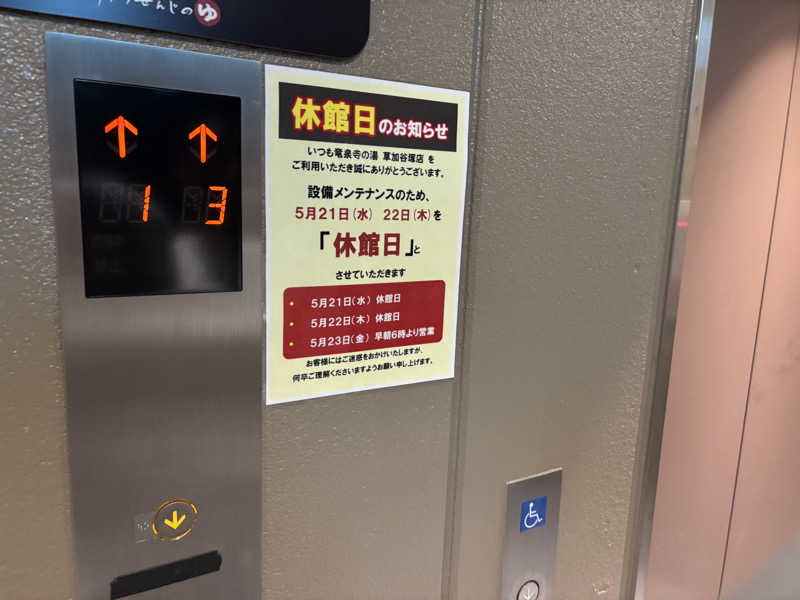 せんじのゆ
1 3
休館日のお知らせ
いつも竜泉寺の湯 草加谷塚店 を
ご利用いただき誠にありがとうございます。
設備メンテナンスのため、
5月21日(水) 22日(木)を
「休館日」と
させていただきます
• 5月21日(水) 休館日
• 5月22日(木) 休館日
• 5月23日(金) 早朝6時より営業
お客様にはご迷惑をおかけいたしますが、
何卒ご理解くださいますようお願い申し上げます。